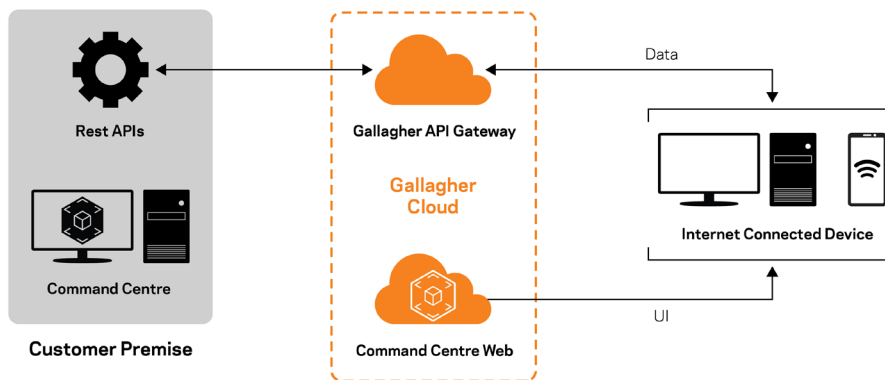 Rest APIs
Command Centre
Customer Premise
Gallagher API Gateway
Gallagher
Cloud
Command Centre Web
Data
Internet Connected Device
UI